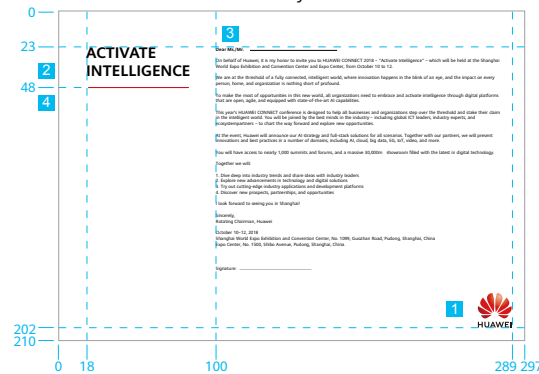 0
3
23
Dear Ms./Mr.
ACTIVATE
INTELLIGENCE
2
On behalf of Huawei, it is my honor to invite you to HUAWEI CONNECT 2018 – "Activate Intelligence" – which will be held at the Shanghai
World Expo Exhibition and Convention Center and Expo Center, from October 10 to 12.
We are at the threshold of a fully connected, intelligent world, where innovation happens in the blink of an eye, and the impact on every
person, home, and organization is nothing short of profound.
48
4
To make the most of opportunities in this new world, all organizations need to embrace and activate intelligence through digital platforms
that are open, agile, and equipped with state-of-the-art AI capabilities.
This year's HUAWEI CONNECT conference is designed to help all businesses and organizations step over the threshold and stake their claim
in the intelligent world. You will be joined by the best minds in the industry – including global ICT leaders, industry experts, and
ecosystempartners – to chart the way forward and explore new opportunities.
At the event, Huawei will announce our AI strategy and full-stack solutions for all scenarios. Together with our partners, we will present
innovations and best practices in a number of domains, including AI, cloud, big data, 5G, IoT, video, and more.
You will have access to nearly 1,000 summits and forums, and a massive 30,000m showroom filled with the latest in digital technology.
Together we will:
1. Dive deep into industry trends and share ideas with industry leaders
2. Explore new advancements in technology and digital solutions
3. Try out cutting-edge industry applications and development platforms
4. Discover new prospects, partnerships, and opportunities
I look forward to seeing you in Shanghai!
Sincerely,
Rotating Chairman, Huawei
October 10–12, 2018
Shanghai World Expo Exhibition and Convention Center, No. 1099, Guozhan Road, Pudong, Shanghai, China
Expo Center, No. 1500, Shibo Avenue, Pudong, Shanghai, China
Signature:
1
HUAWEI
202
210
0
18
100
289
297